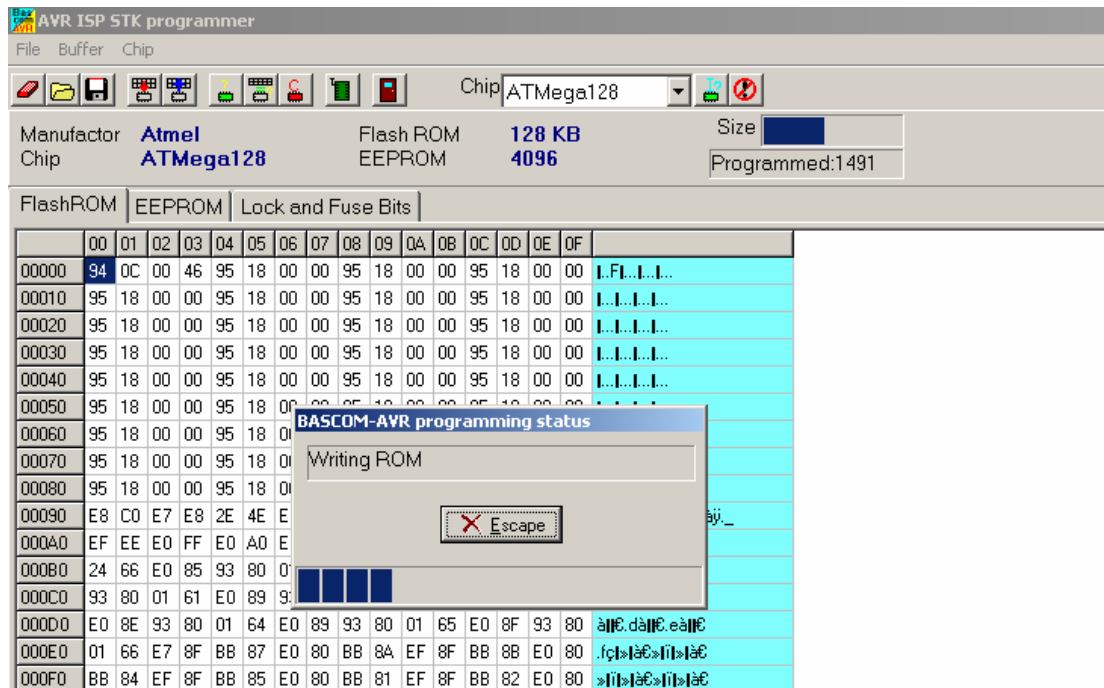 AVR ISP STK programmer
File Buffer Chip
Chip ATMega128
Manufactor Atmel Flash ROM 128 KB Size
Chip ATMega128 EEPROM 4096 Programmed:1491
FlashROM EEPROM Lock and Fuse Bits
00 01 02 03 04 05 06 07 08 09 0A 0B 0C 0D 0E 0F
00000 94 0C 00 46 95 18 00 00 95 18 00 00 95 18 00 00
00010 95 18 00 00 95 18 00 00 95 18 00 00 95 18 00 00
00020 95 18 00 00 95 18 00 00 95 18 00 00 95 18 00 00
00030 95 18 00 00 95 18 00 00 95 18 00 00 95 18 00 00
00040 95 18 00 00 95 18 00 00 95 18 00 00 95 18 00 00
00050 95 18 00 00 95 18
BASCOM-AVR programming status
00060 95 18 00 00 95 18
00070 95 18 00 00 95 18
Writing ROM
00080 95 18 00 00 95 18
00090 E8 C0 E7 E8 2E 4E
Escape
000A0 EF EE E0 FF E0 A0
000B0 24 66 E0 85 93 80
000C0 93 80 01 61 E0 89
000D0 E0 8E 93 80 01 64 E0 89 93 80 01 65 E0 8F 93 80
000E0 01 66 E7 8F BB 87 E0 80 BB 8A EF 8F BB 8B E0 80
000F0 BB 84 EF 8F BB 85 E0 80 BB 81 EF 8F BB 82 E0 80